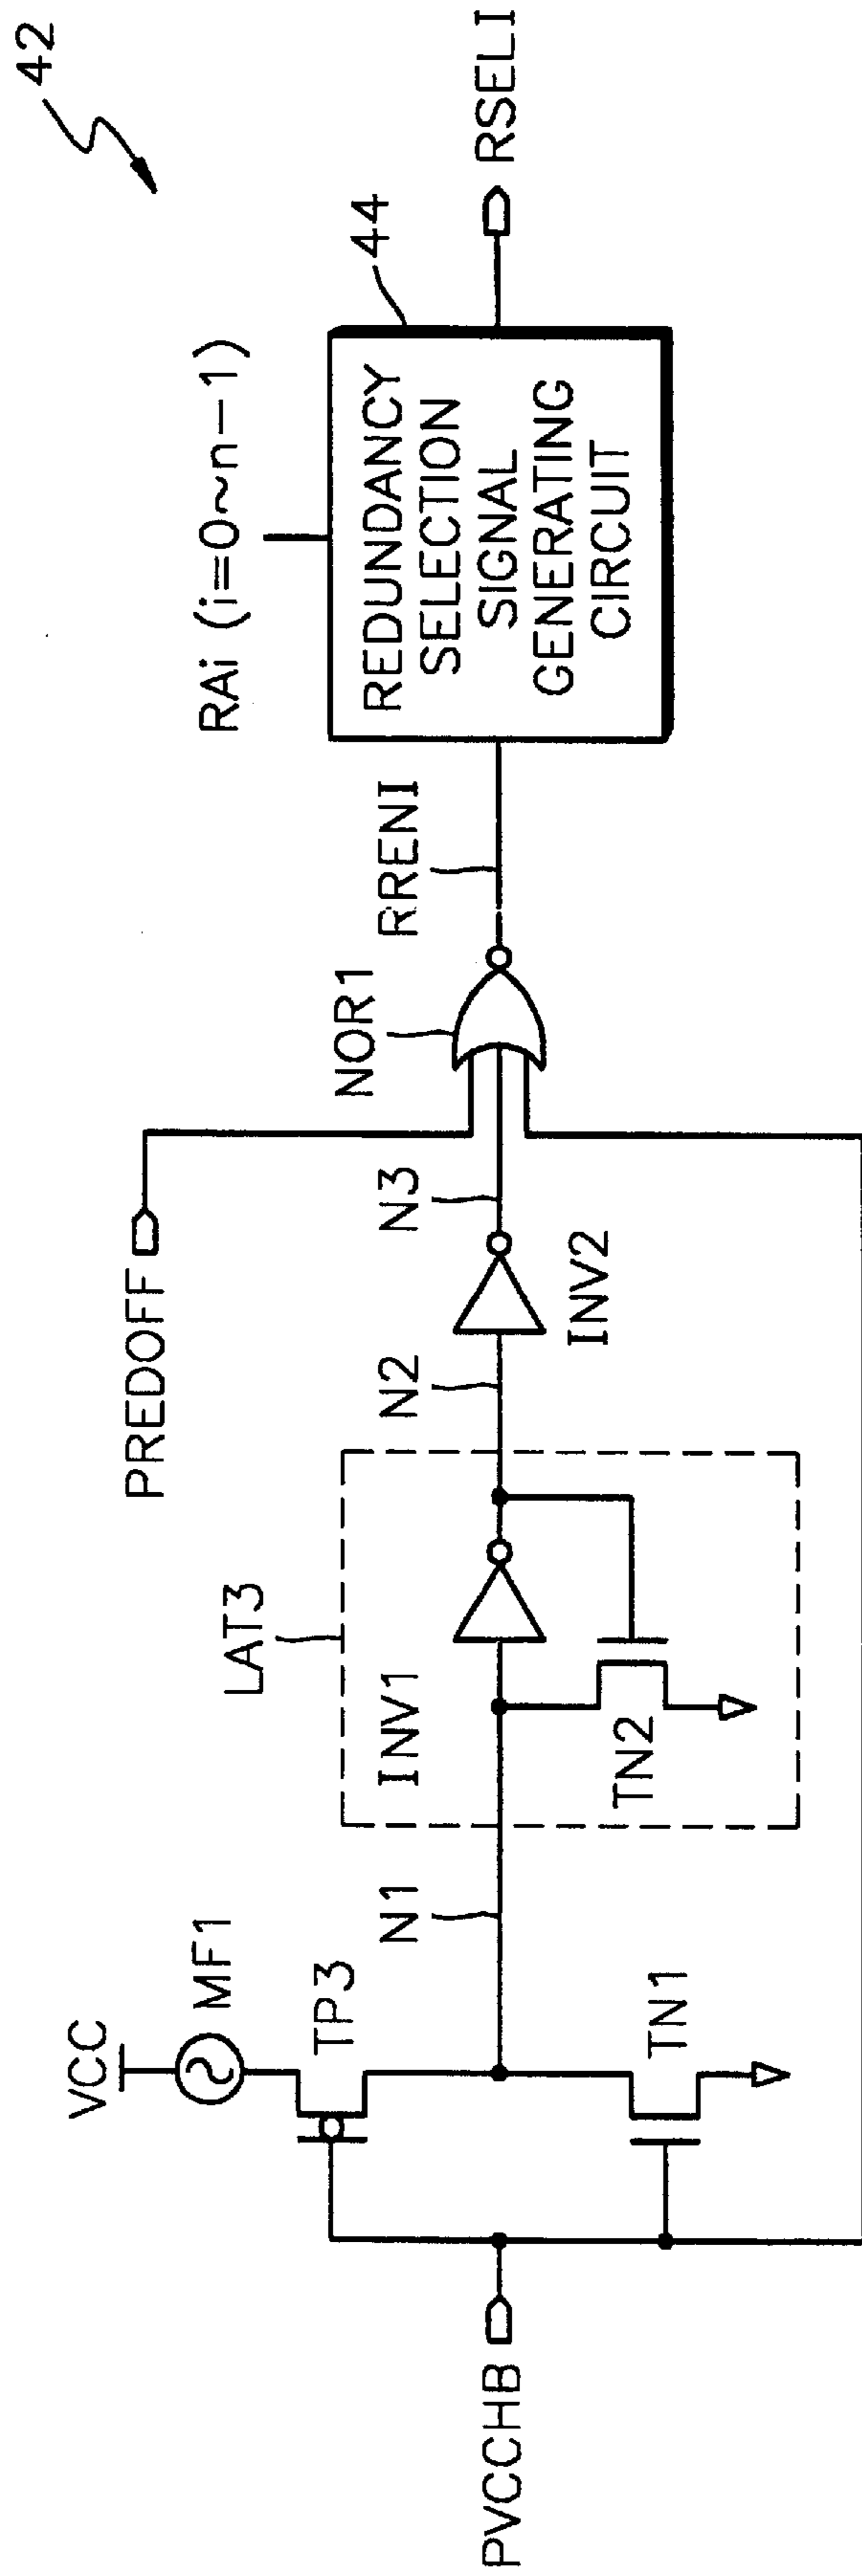 42
VCC
MF1
TP3
TN1
PVCCHB
N1
LAT3
INV1
TN2
N2
INV2
N3
PREDOFF
NOR1
RRENI
RAi (i=0~n-1)
REDUNDANCY
SELECTION
SIGNAL
GENERATING
CIRCUIT
44
RSELI